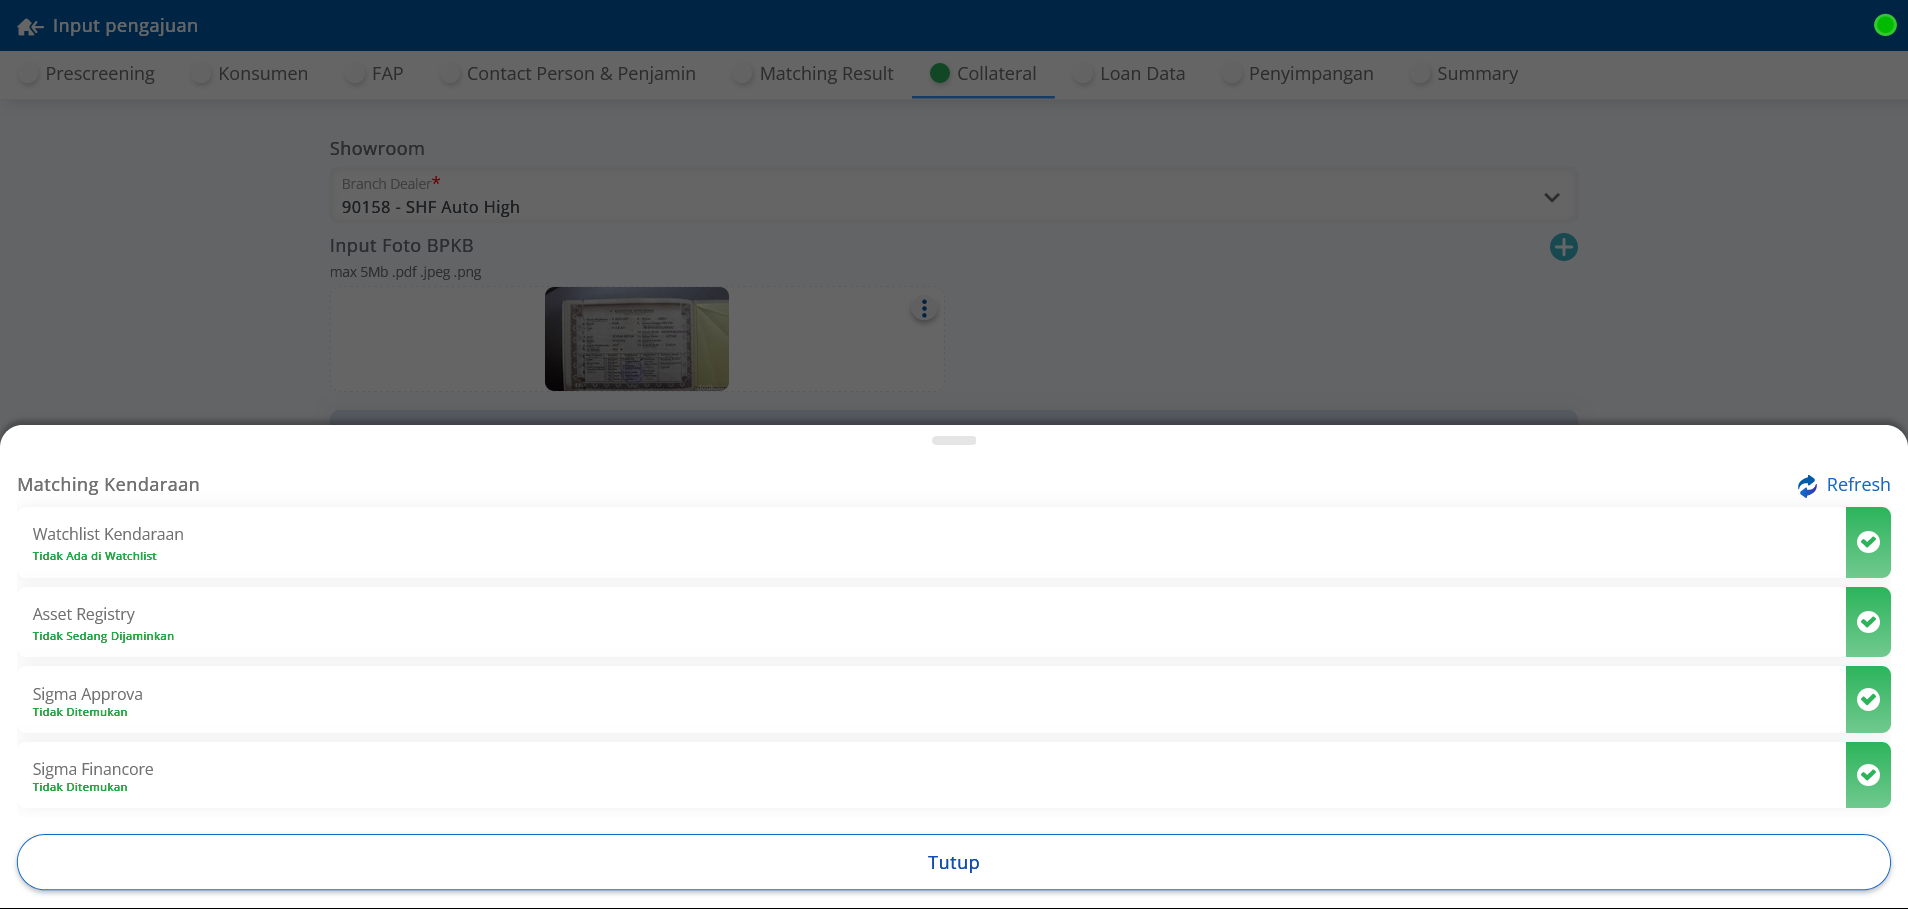 Input pengajuan
Prescreening Konsumen FAP Contact Person & Penjamin Matching Result Collateral Loan Data Penyimpangan Summary
Showroom
Branch Dealer*
90158 - SHF Auto High
Input Foto BPKB
max 5Mb .pdf .jpeg .png
Matching Kendaraan
Refresh
Watchlist Kendaraan
Tidak Ada di Watchlist
Asset Registry
Tidak Sedang Dijaminkan
Sigma Approva
Tidak Ditemukan
Sigma Financore
Tidak Ditemukan
Tutup